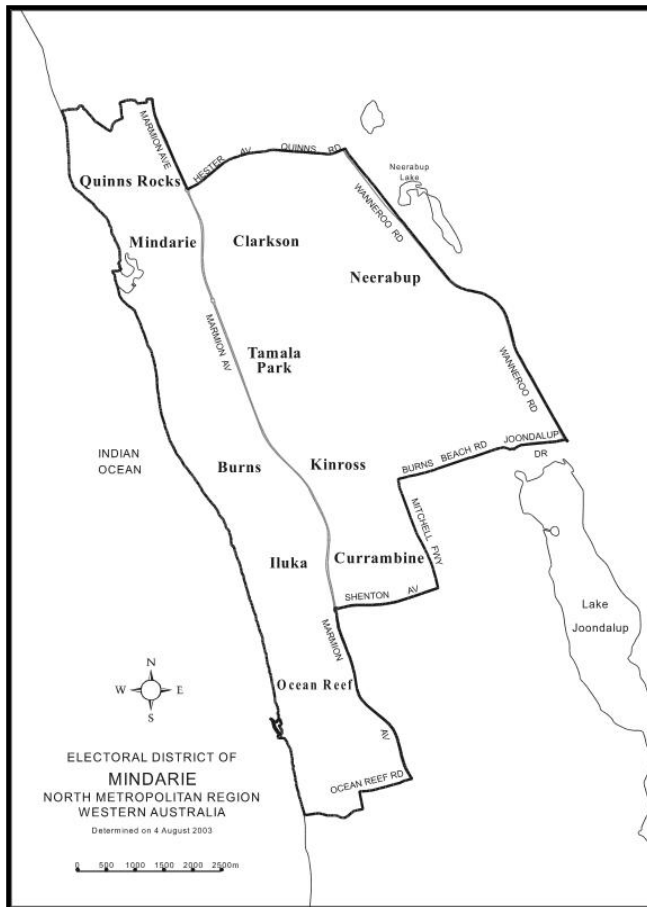 MARMION AVE
HESTER AV
QUINNS RD
Neerabup
Lake
Quinns Rocks
WANNEROO RD
Mindarie
Clarkson
Neerabup
MARMION AV
Tamala
Park
WANNEROO RD
INDIAN
OCEAN
Burns
Kinross
BURNS BEACH RD
JOONDALUP
DR
MITCHELL FWY
Iluka
Currambine
SHENTON AV
Lake
Joondalup
MARMION
AV
Ocean Reef
N
W E
S
OCEAN REEF RD
ELECTORAL DISTRICT OF
MINDARIE
NORTH METROPOLITAN REGION
WESTERN AUSTRALIA
Determined on 4 August 2003
0 500 1000 1500 2000 2500m